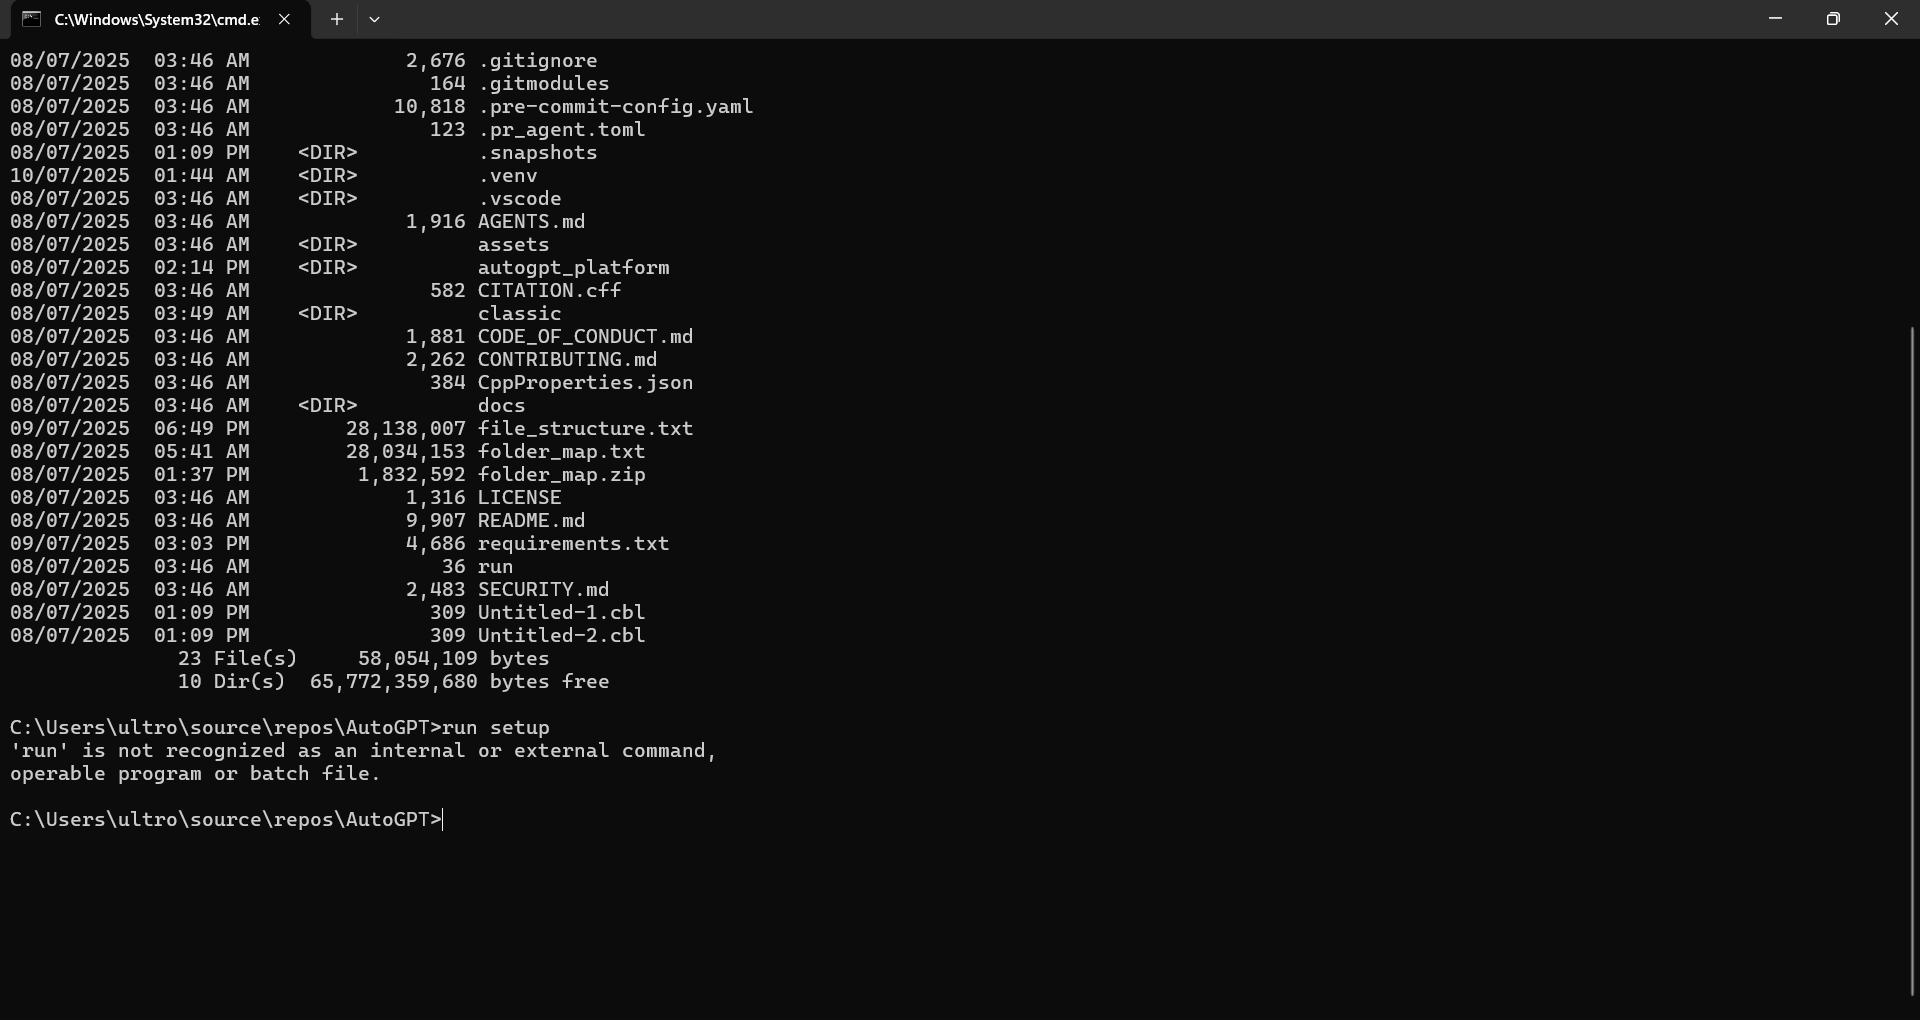 C:\Windows\System32\cmd.e
08/07/2025  03:46 AM             2,676 .gitignore
08/07/2025  03:46 AM               164 .gitmodules
08/07/2025  03:46 AM            10,818 .pre-commit-config.yaml
08/07/2025  03:46 AM               123 .pr_agent.toml
08/07/2025  01:09 PM    <DIR>          .snapshots
10/07/2025  01:44 AM    <DIR>          .venv
08/07/2025  03:46 AM    <DIR>          .vscode
08/07/2025  03:46 AM             1,916 AGENTS.md
08/07/2025  03:46 AM    <DIR>          assets
08/07/2025  02:14 PM    <DIR>          autogpt_platform
08/07/2025  03:46 AM               582 CITATION.cff
08/07/2025  03:49 AM    <DIR>          classic
08/07/2025  03:46 AM             1,881 CODE_OF_CONDUCT.md
08/07/2025  03:46 AM             2,262 CONTRIBUTING.md
08/07/2025  03:46 AM               384 CppProperties.json
08/07/2025  03:46 AM    <DIR>          docs
09/07/2025  06:49 PM        28,138,007 file_structure.txt
08/07/2025  05:41 AM        28,034,153 folder_map.txt
08/07/2025  01:37 PM         1,832,592 folder_map.zip
08/07/2025  03:46 AM             1,316 LICENSE
08/07/2025  03:46 AM             9,907 README.md
09/07/2025  03:03 PM             4,686 requirements.txt
08/07/2025  03:46 AM                36 run
08/07/2025  03:46 AM             2,483 SECURITY.md
08/07/2025  01:09 PM               309 Untitled-1.cbl
08/07/2025  01:09 PM               309 Untitled-2.cbl
              23 File(s)     58,054,109 bytes
              10 Dir(s)  65,772,359,680 bytes free
C:\Users\ultro\source\repos\AutoGPT>run setup
'run' is not recognized as an internal or external command,
operable program or batch file.
C:\Users\ultro\source\repos\AutoGPT>